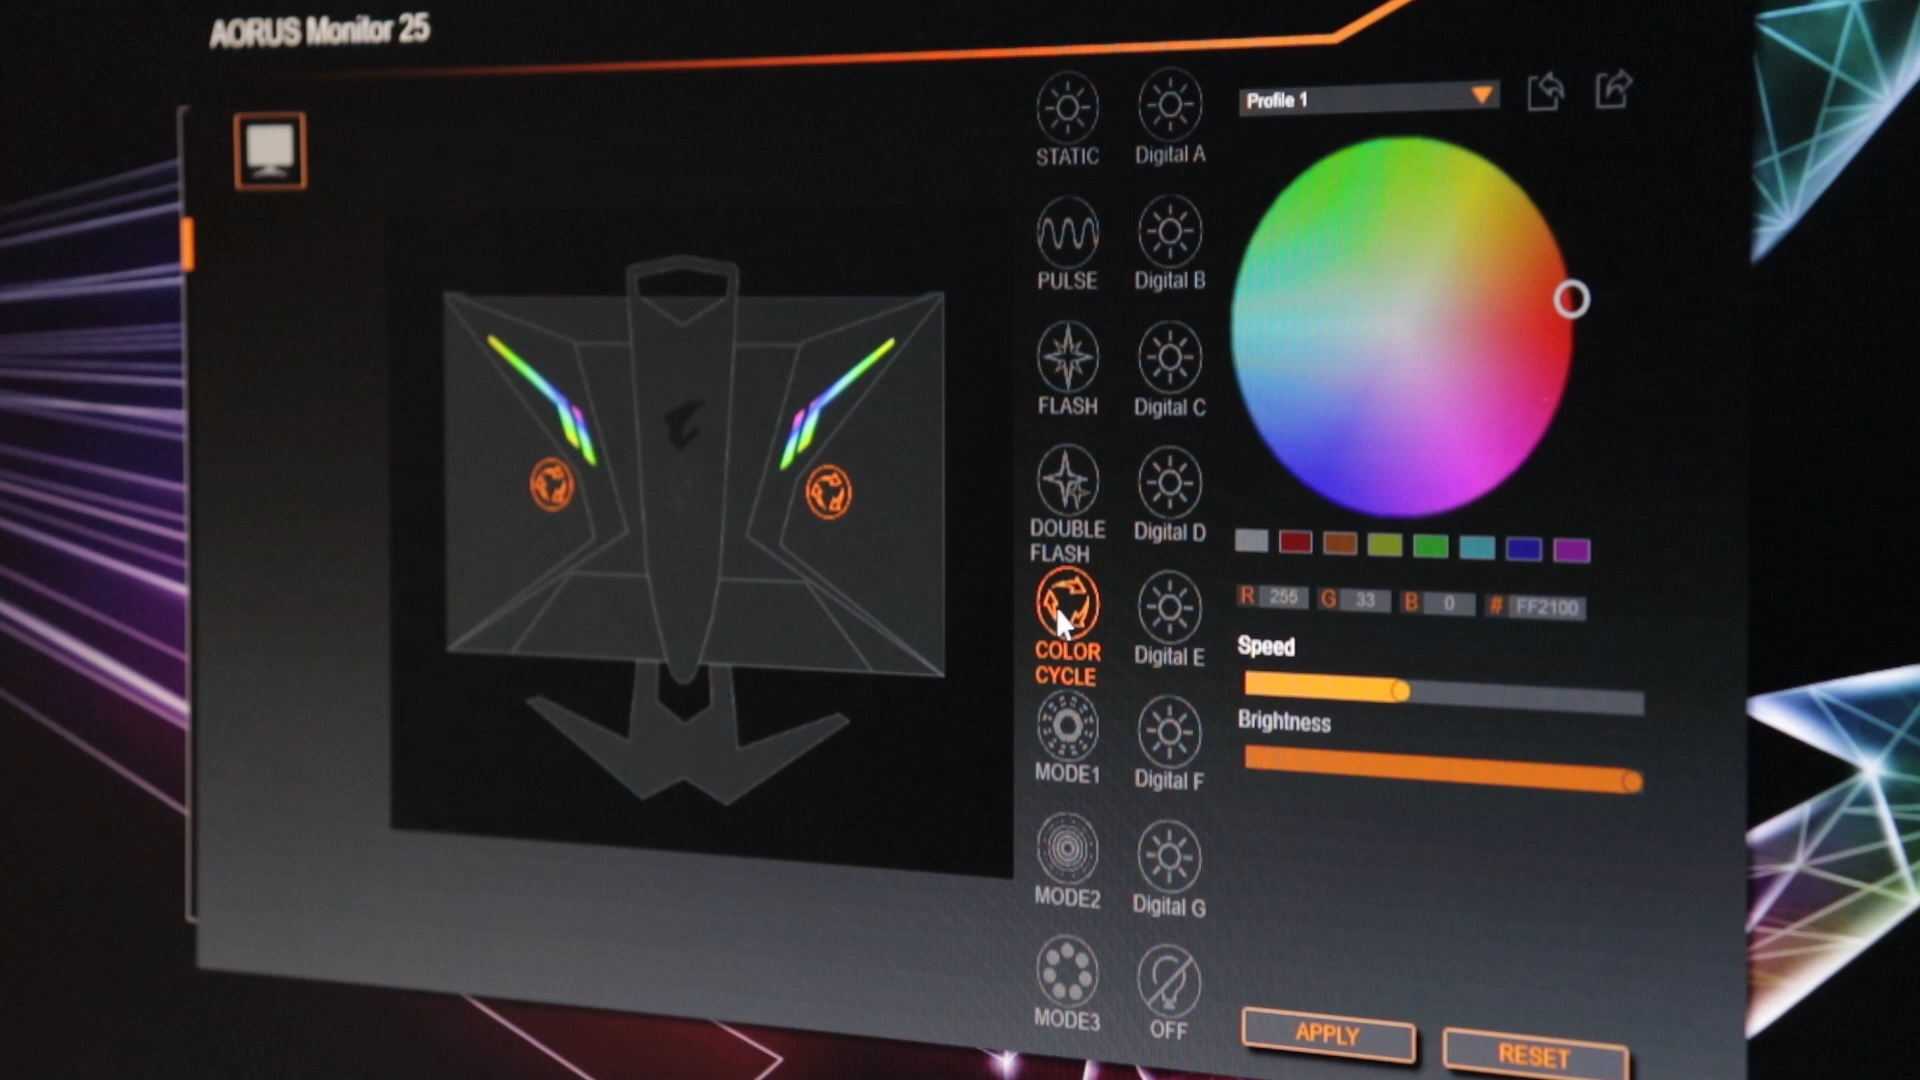 AORUS Monitor 25
STATIC
Digital A
PULSE
Digital B
FLASH
Digital C
DOUBLE
FLASH
Digital D
COLOR
CYCLE
Digital E
MODE1
Digital F
MODE2
Digital G
MODE3
OFF
Profile 1
R 255 G 33 B 0 # FF2100
Speed
Brightness
APPLY
RESET